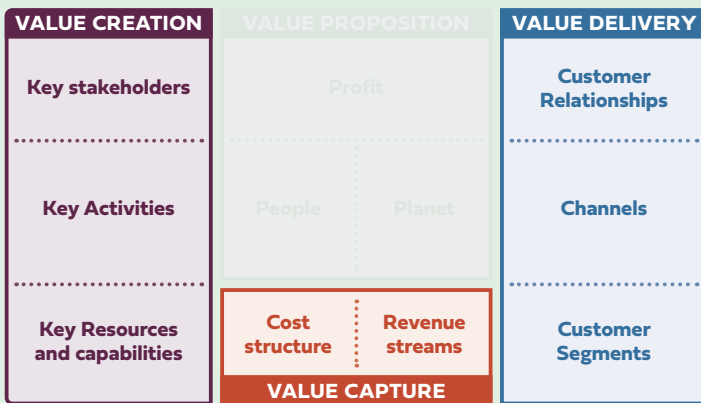 VALUE CREATION
Key stakeholders
Key Activities
Key Resources
and capabilities
VALUE PROPOSITION
Profit
People
Planet
Cost
structure
Revenue
streams
VALUE CAPTURE
VALUE DELIVERY
Customer
Relationships
Channels
Customer
Segments